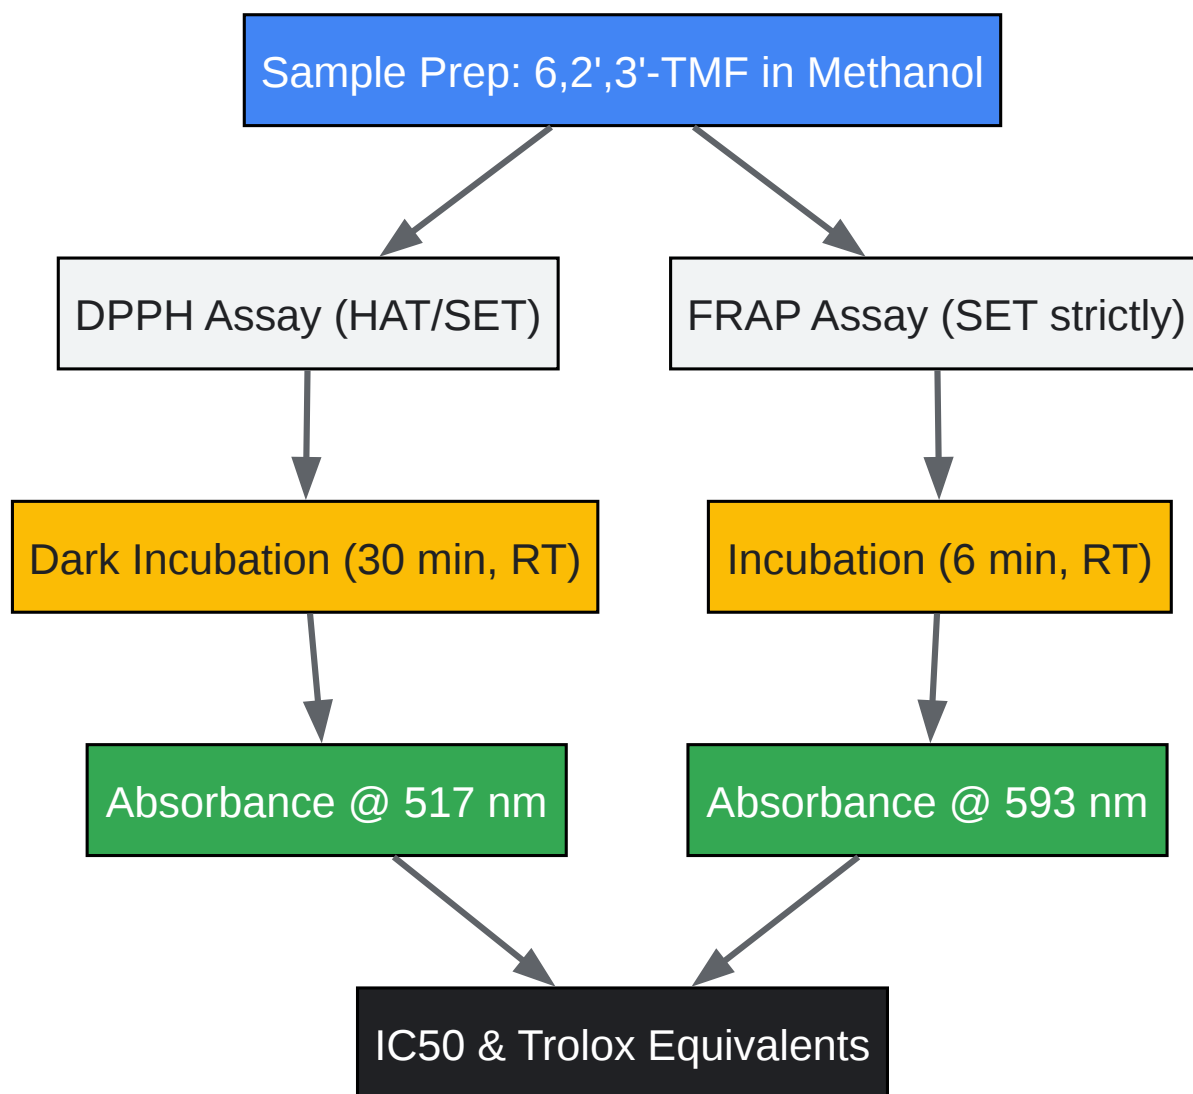 Sample Prep: 6,2',3'-TMF in Methanol
DPPH Assay (HAT/SET)
FRAP Assay (SET strictly)
Dark Incubation (30 min, RT)
Incubation (6 min, RT)
Absorbance @ 517 nm
Absorbance @ 593 nm
IC50 & Trolox Equivalents